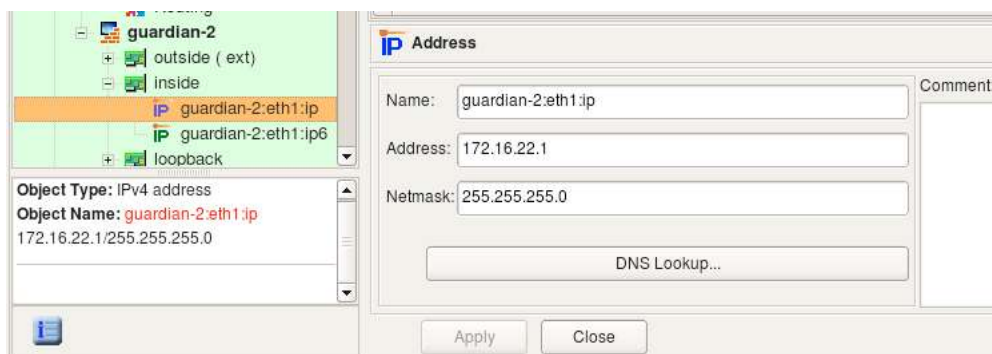 guardian-2
outside ( ext)
inside
guardian-2:eth1:ip
guardian-2:eth1:ip6
loopback
Object Type: IPv4 address
Object Name: guardian-2:eth1:ip
172.16.22.1/255.255.255.0
i
IP Address
Name: guardian-2:eth1:ip
Address: 172.16.22.1
Netmask: 255.255.255.0
DNS Lookup...
Comment:
Apply
Close